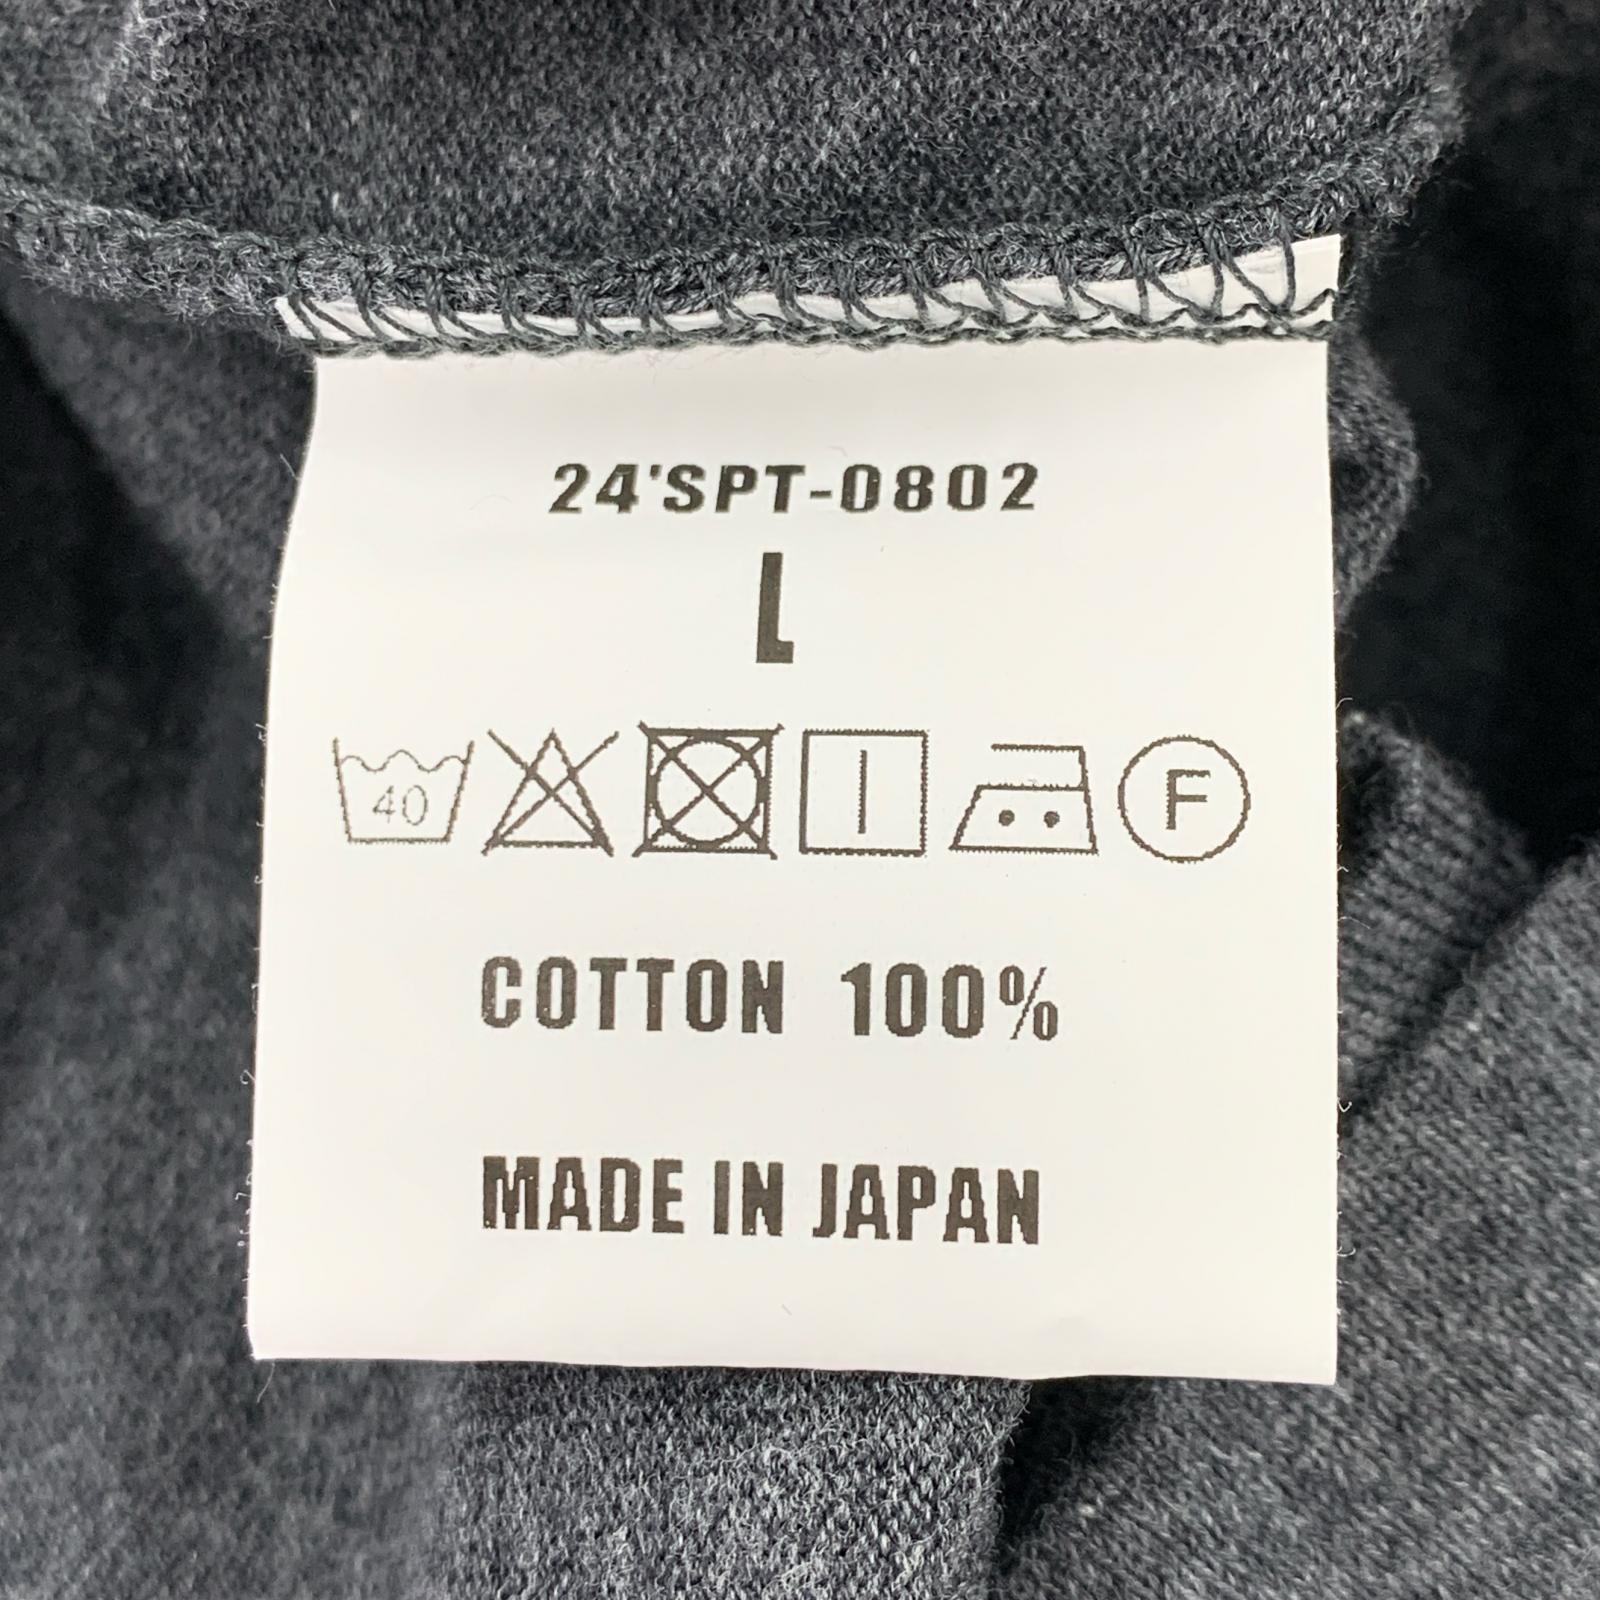 24'SPT-0802
L
40 F
COTTON 100%
MADE IN JAPAN